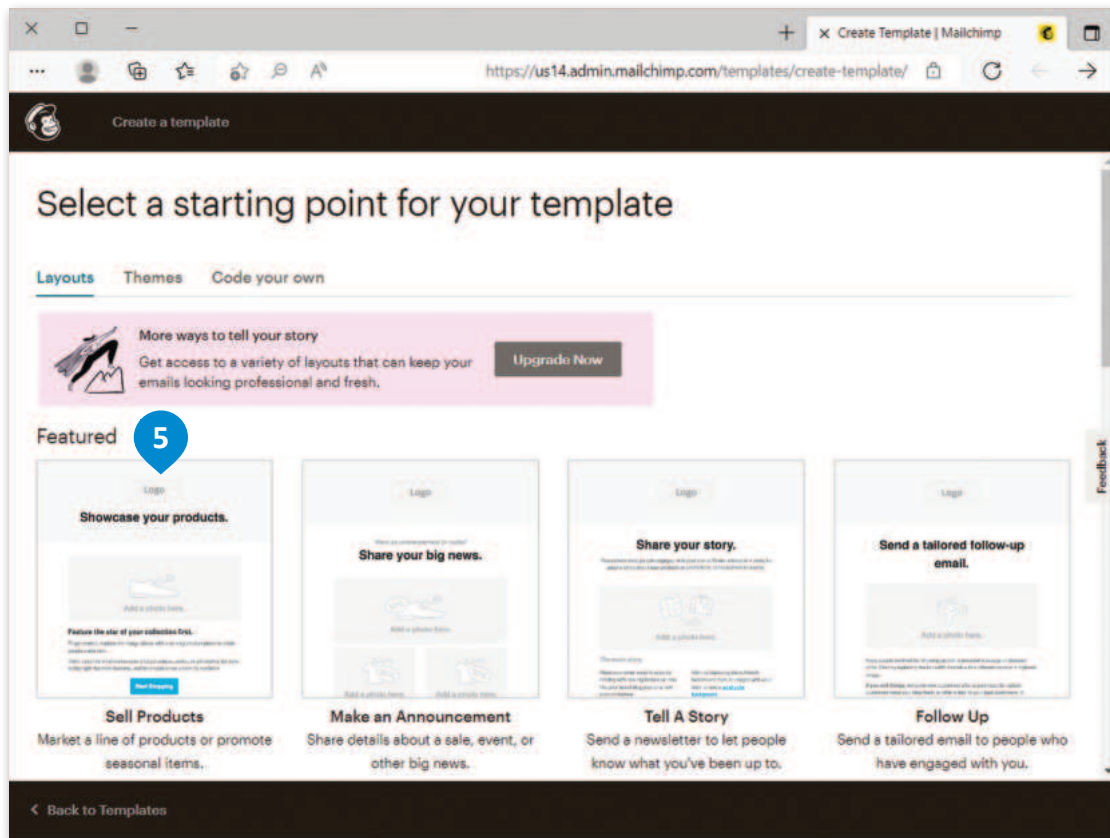 Create Template | Mailchimp
https://us14.admin.mailchimp.com/templates/create-template/
Create a template
Select a starting point for your template
Layouts Themes Code your own
More ways to tell your story
Get access to a variety of layouts that can keep your
emails looking professional and fresh.
Upgrade Now
Featured
5
Feedback
Logo
Showcase your products.
Add a photo here.
Feature the star of your collection first.
Start Shopping
Sell Products
Market a line of products or promote
seasonal items.
Logo
Share your big news.
Add a photo here.
Add a photo here. Add a photo here.
Make an Announcement
Share details about a sale, event, or
other big news.
Logo
Share your story.
Add a photo here.
Tell A Story
Send a newsletter to let people
know what you've been up to.
Logo
Send a tailored follow-up
email.
Add a photo here.
Follow Up
Send a tailored email to people who
have engaged with you.
Back to Templates